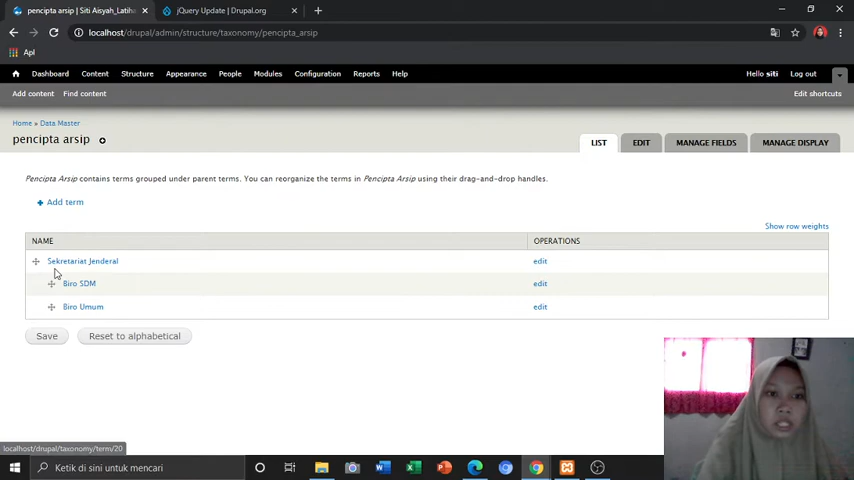 pencipta arsip | Siti Aisyah_Latiha
jQuery Update | Drupal.org
localhost/drupal/admin/structure/taxonomy/pencipta_arsip
Apl
Dashboard Content Structure Appearance People Modules Configuration Reports Help
Hello siti Log out
Add content Find content
Edit shortcuts
Home » Data Master
pencipta arsip
LIST EDIT MANAGE FIELDS MANAGE DISPLAY
Pencipta Arsip contains terms grouped under parent terms. You can reorganize the terms in Pencipta Arsip using their drag-and-drop handles.
Add term
Show row weights
NAME OPERATIONS
Sekretariat Jenderal edit
Biro SDM edit
Biro Umum edit
Save Reset to alphabetical
localhost/drupal/taxonomy/term/20
Ketik di sini untuk mencari